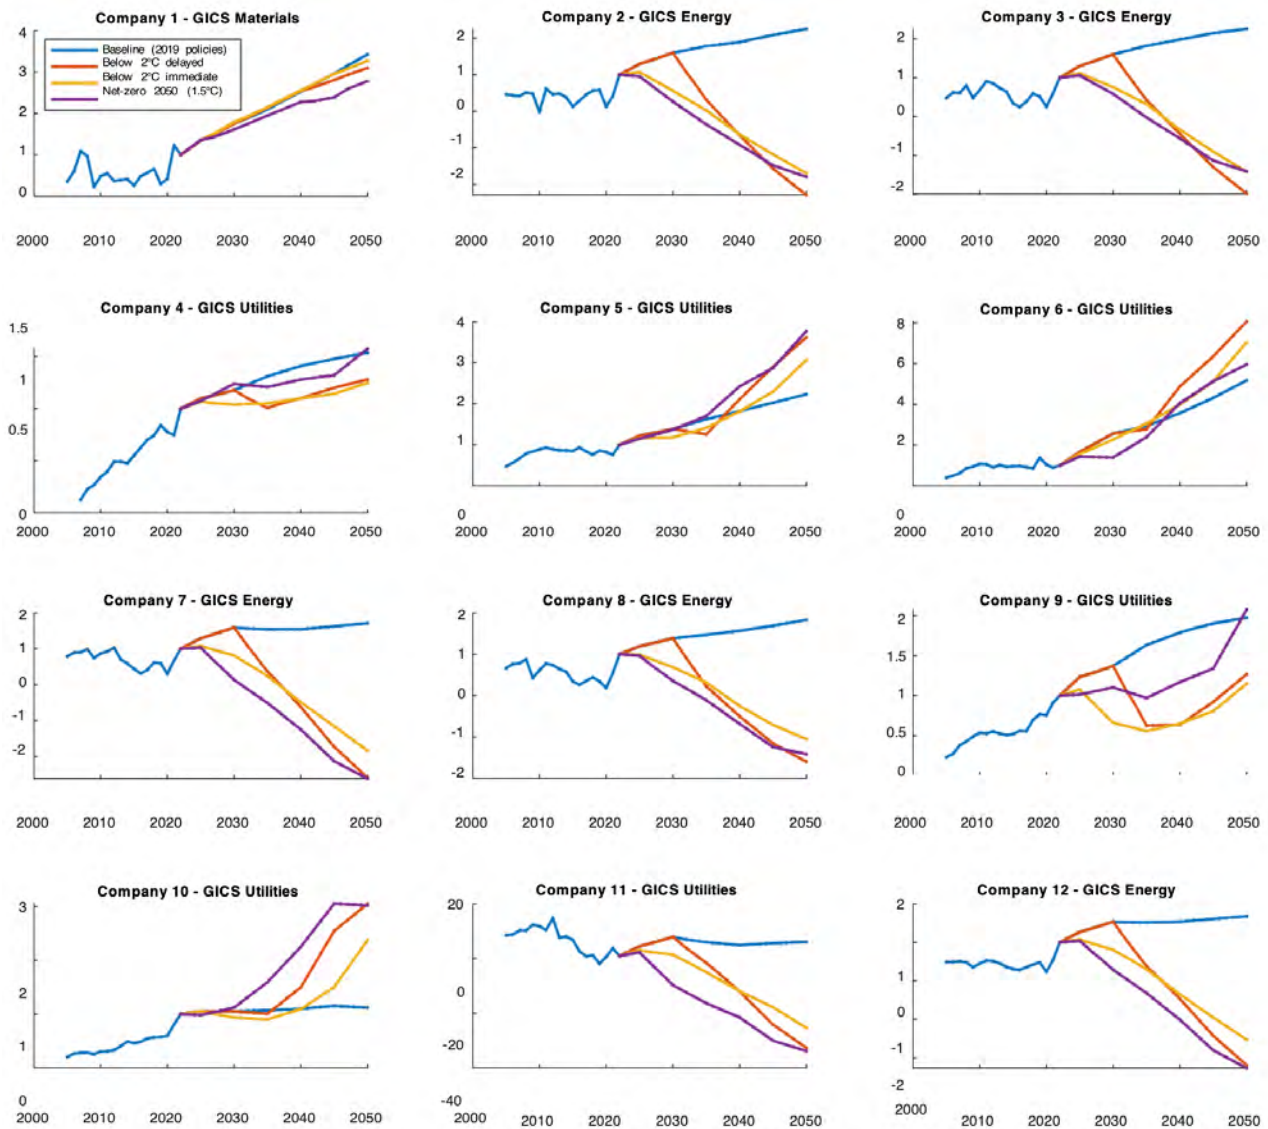 Company 1 - GICS Materials
4
3
2
1
0
Baseline (2019 policies)
Below 2°C delayed
Below 2°C immediate
Net-zero 2050 (1.5°C)
2000 2010 2020 2030 2040 2050
Company 2 - GICS Energy
2
1
0
-1
-2
2000 2010 2020 2030 2040 2050
Company 3 - GICS Energy
2
1
0
-1
-2
2000 2010 2020 2030 2040 2050
Company 4 - GICS Utilities
1.5
1
0.5
0
2000 2010 2020 2030 2040 2050
Company 5 - GICS Utilities
4
3
2
1
0
2000 2010 2020 2030 2040 2050
Company 6 - GICS Utilities
8
6
4
2
0
2000 2010 2020 2030 2040 2050
Company 7 - GICS Energy
2
1
0
-1
-2
2000 2010 2020 2030 2040 2050
Company 8 - GICS Energy
2
1
0
-1
-2
2000 2010 2020 2030 2040 2050
Company 9 - GICS Utilities
2
1.5
1
0.5
0
2000 2010 2020 2030 2040 2050
Company 10 - GICS Utilities
3
2
1
0
2000 2010 2020 2030 2040 2050
Company 11 - GICS Utilities
20
0
-20
-40
2000 2010 2020 2030 2040 2050
Company 12 - GICS Energy
2
1
0
-1
-2
2000 2010 2020 2030 2040 2050